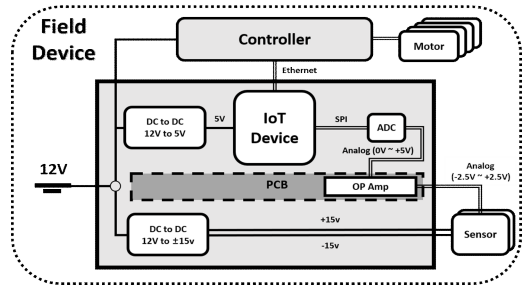 Field
Device
Controller
Motor
Ethernet
DC to DC
12V to 5V
5V
IoT
Device
SPI
ADC
Analog (0V ~ +5V)
12V
PCB
OP Amp
Analog
(-2.5V ~ +2.5V)
DC to DC
12V to ±15v
+15v
-15v
Sensor